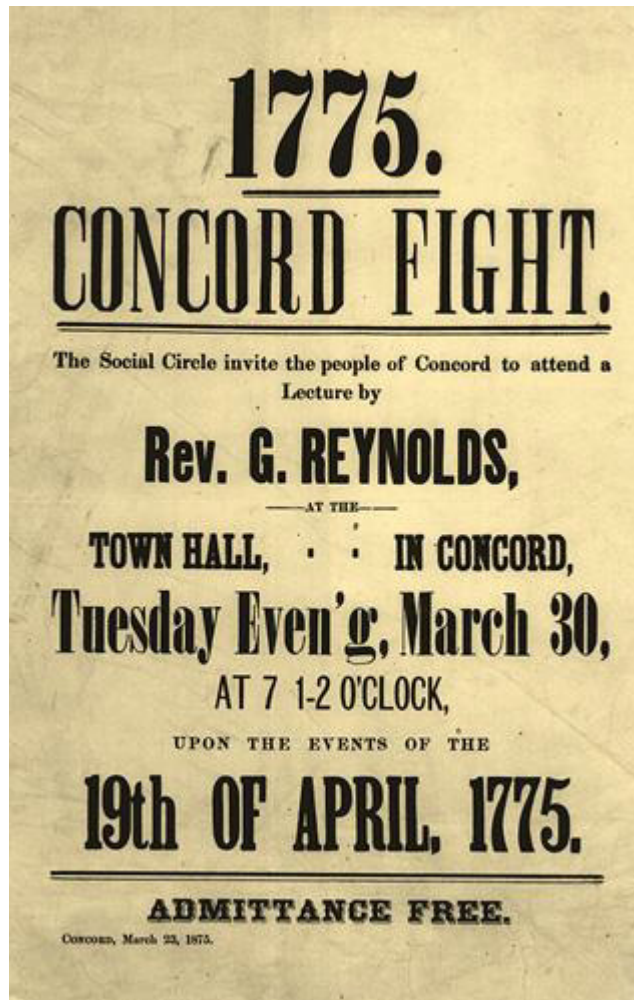 1775.
CONCORD FIGHT.
The Social Circle invite the people of Concord to attend a
Lecture by
Rev. G. REYNOLDS,
AT THE
TOWN HALL, IN CONCORD,
Tuesday Even'g, March 30,
AT 7 1-2 O'CLOCK,
UPON THE EVENTS OF THE
19th OF APRIL, 1775.
ADMITTANCE FREE.
CONCORD, March 23, 1875.